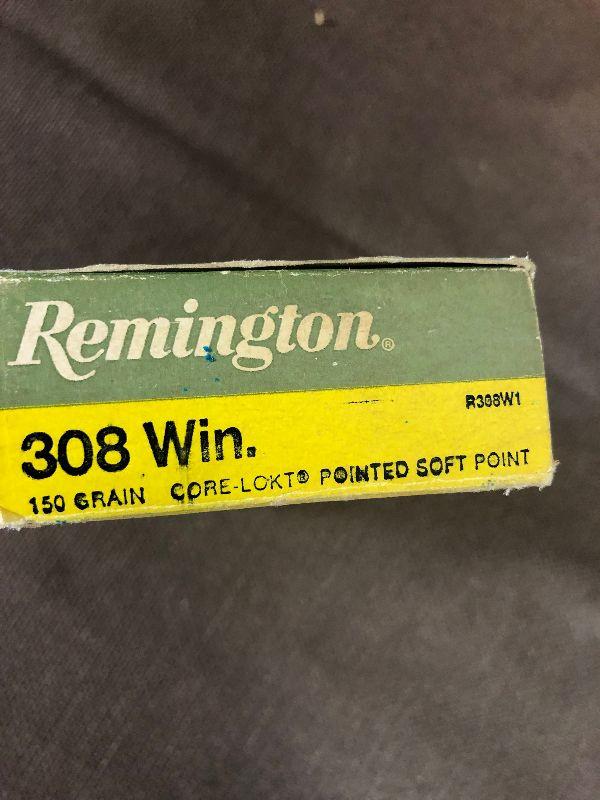 Remington®
R308W1
308 Win.
150 GRAIN CORE-LOKT® POINTED SOFT POINT